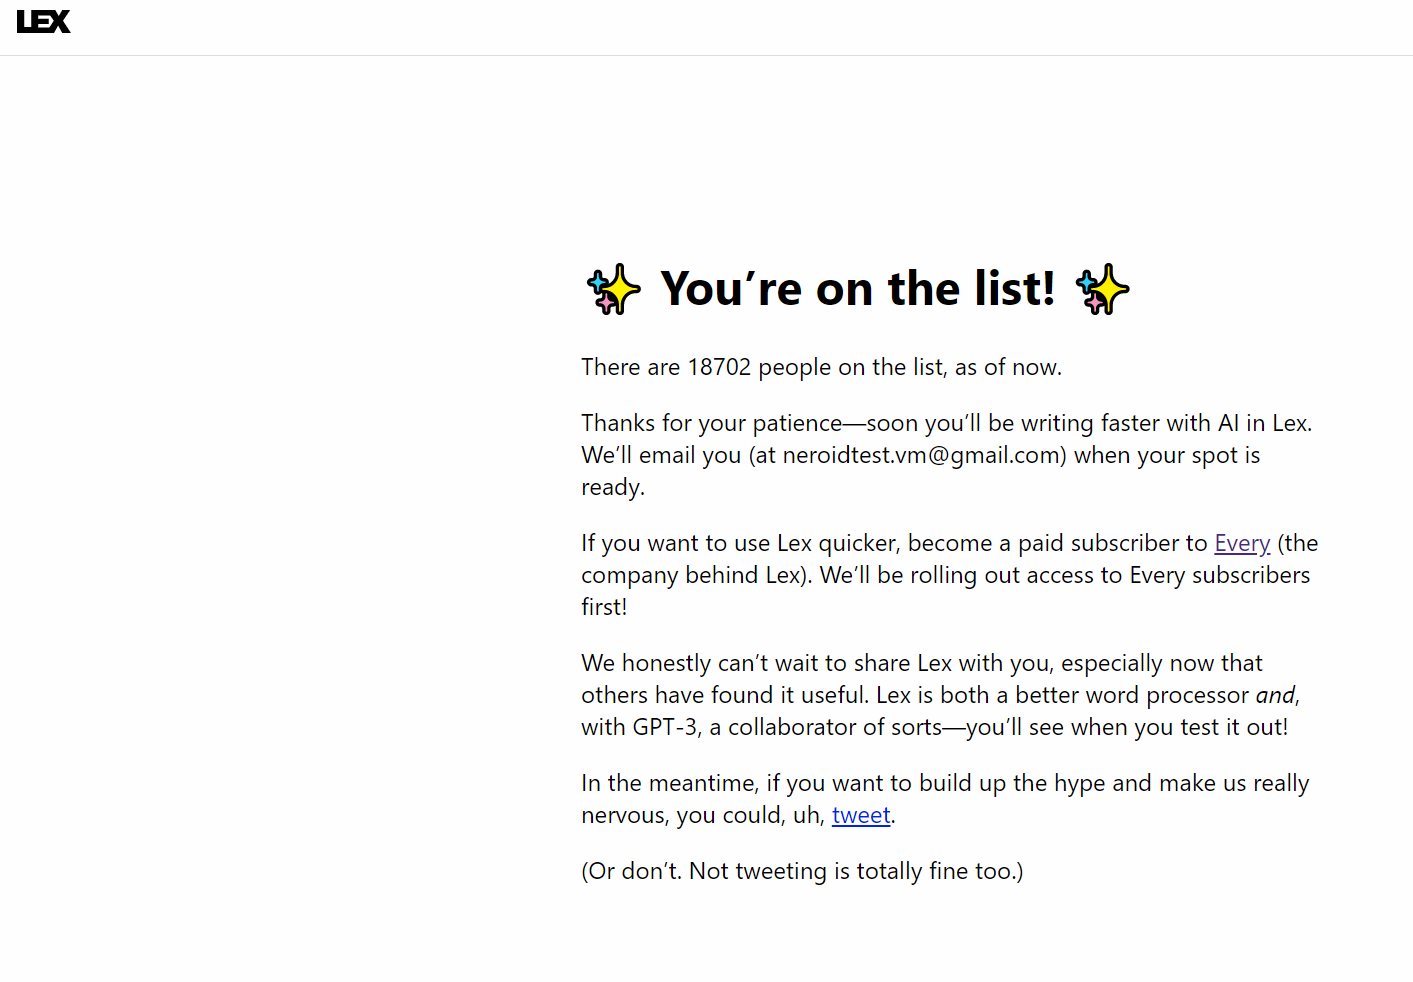 LEX
✨ You’re on the list! ✨
There are 18702 people on the list, as of now.
Thanks for your patience—soon you’ll be writing faster with AI in Lex.
We’ll email you (at neroidtest.vm@gmail.com) when your spot is
ready.
If you want to use Lex quicker, become a paid subscriber to Every (the
company behind Lex). We’ll be rolling out access to Every subscribers
first!
We honestly can’t wait to share Lex with you, especially now that
others have found it useful. Lex is both a better word processor and,
with GPT-3, a collaborator of sorts—you’ll see when you test it out!
In the meantime, if you want to build up the hype and make us really
nervous, you could, uh, tweet.
(Or don’t. Not tweeting is totally fine too.)